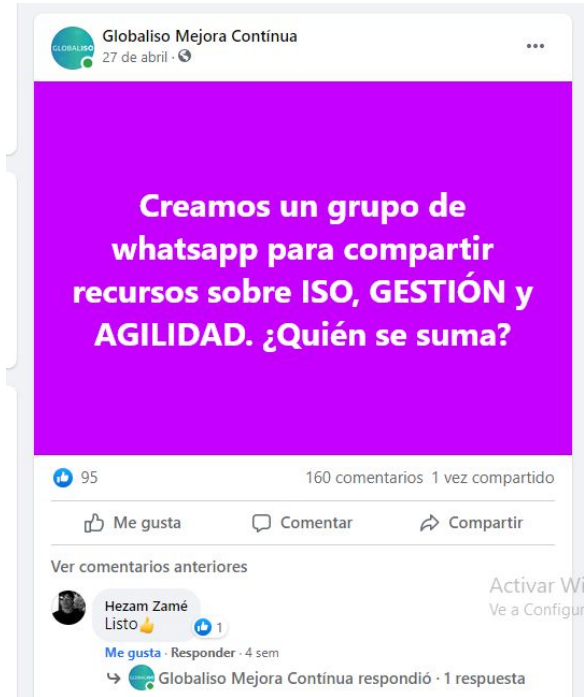 GLOBALISO
Globaliso Mejora Contínua
27 de abril ·
Creamos un grupo de
whatsapp para compartir
recursos sobre ISO, GESTIÓN y
AGILIDAD. ¿Quién se suma?
95
160 comentarios 1 vez compartido
Me gusta
Comentar
Compartir
Ver comentarios anteriores
Activar Wi
Ve a Configur
Hezam Zamé
Listo👍
1
Me gusta · Responder · 4 sem
Globaliso Mejora Contínua respondió · 1 respuesta